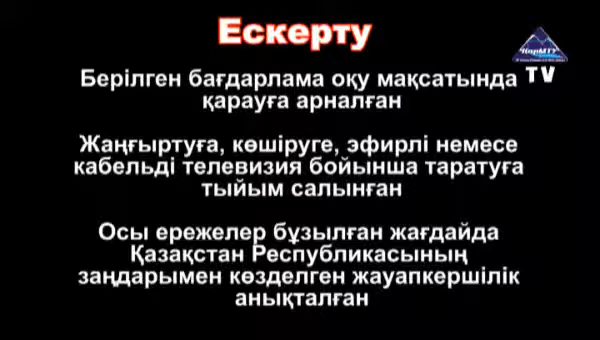 Ескерту
КарМТУ
TV
Берілген бағдарлама оқу мақсатында
қарауға арналған
Жаңғыртуға, көшіруге, эфирлі немесе
кабельді телевизия бойынша таратуға
тыйым салынған
Осы ережелер бұзылған жағдайда
Қазақстан Республикасының
заңдарымен көзделген жауапкершілік
анықталған